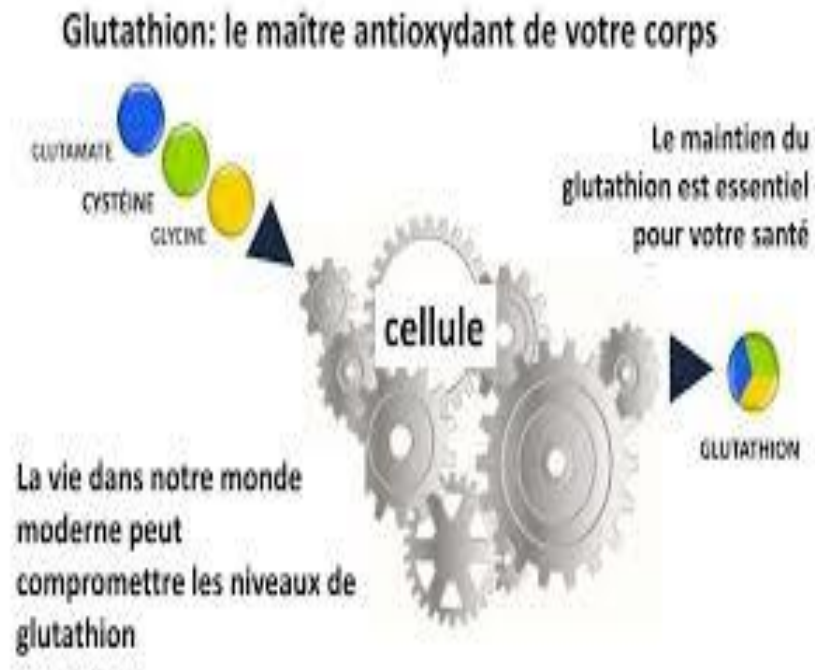 Glutathion: le maître antioxydant de votre corps
GLUTAMATE
CYSTÉINE
GLYCINE
Le maintien du
glutathion est essentiel
pour votre santé
cellule
GLUTATHION
La vie dans notre monde
moderne peut
compromettre les niveaux de
glutathion